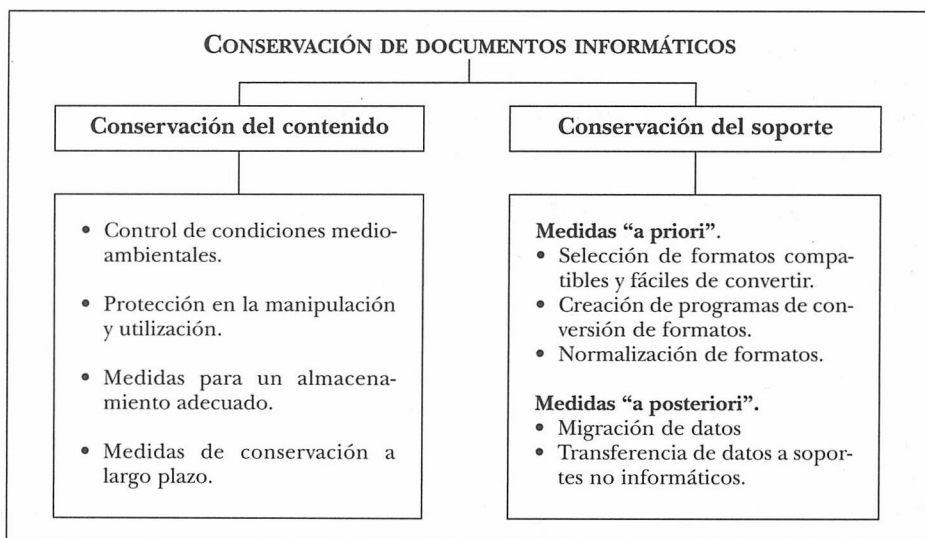 CONSERVACIÓN DE DOCUMENTOS INFORMÁTICOS
Conservación del contenido
• Control de condiciones medio-
ambientales.
• Protección en la manipulación
y utilización.
• Medidas para un almacena-
miento adecuado.
• Medidas de conservación a
largo plazo.
Conservación del soporte
Medidas “a priori”.
• Selección de formatos compa-
tibles y fáciles de convertir.
• Creación de programas de con-
versión de formatos.
• Normalización de formatos.
Medidas “a posteriori”.
• Migración de datos
• Transferencia de datos a sopor-
tes no informáticos.